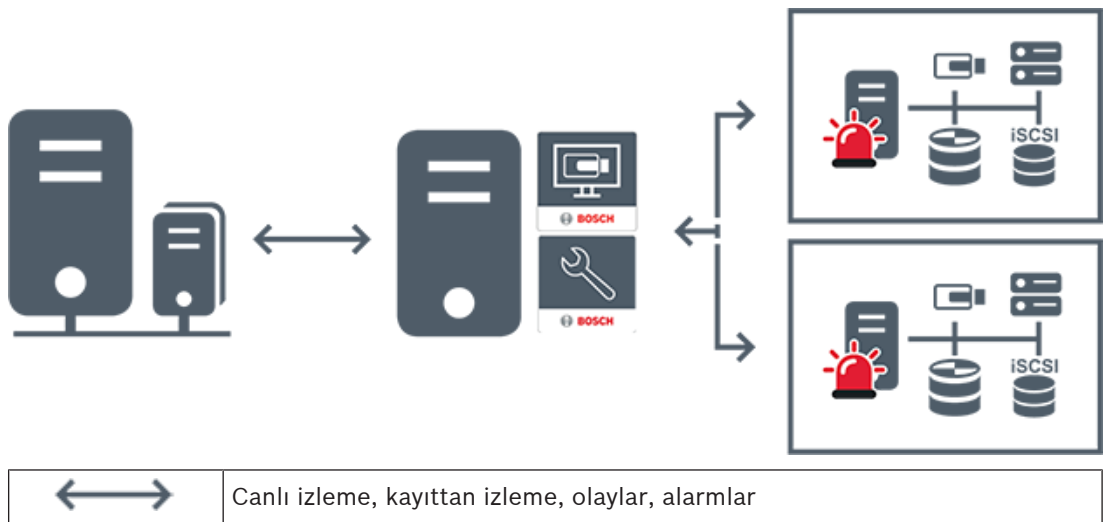 BOSCH
BOSCH
iSCSI
iSCSI
Canlı izleme, kayıttan izleme, olaylar, alarmlar